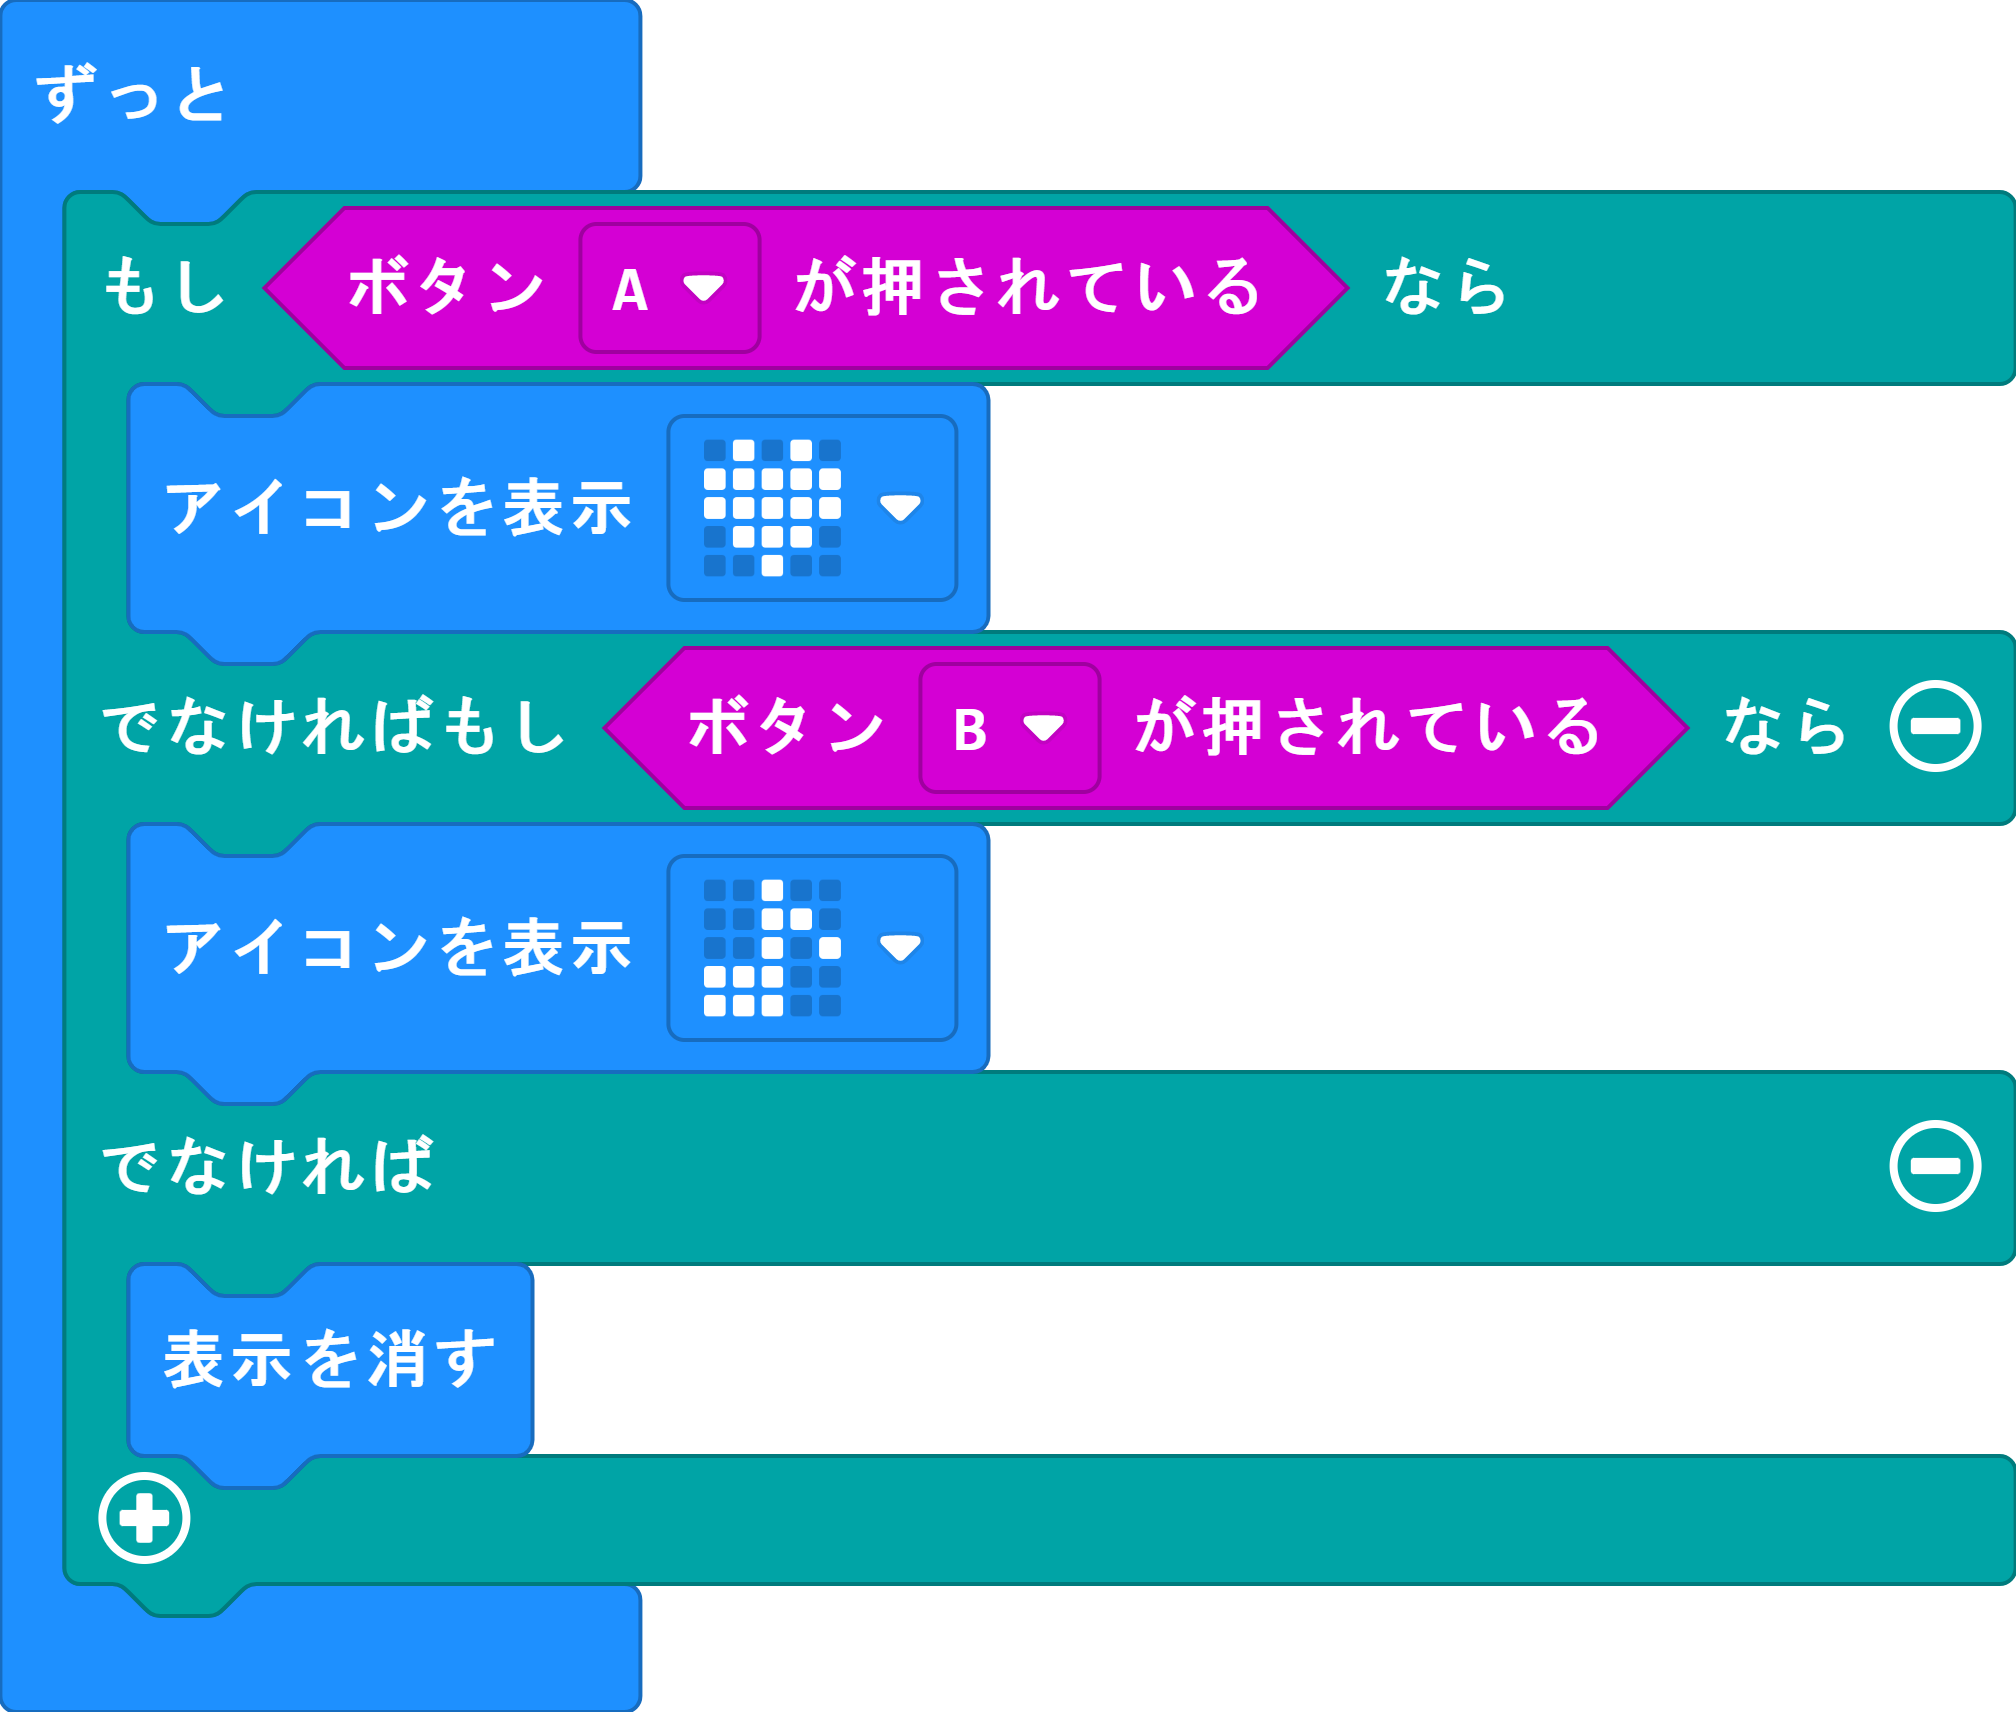 ずっと
もし ボタン A が押されている なら
アイコンを表示
でなければもし ボタン B が押されている なら
アイコンを表示
でなければ
表示を消す